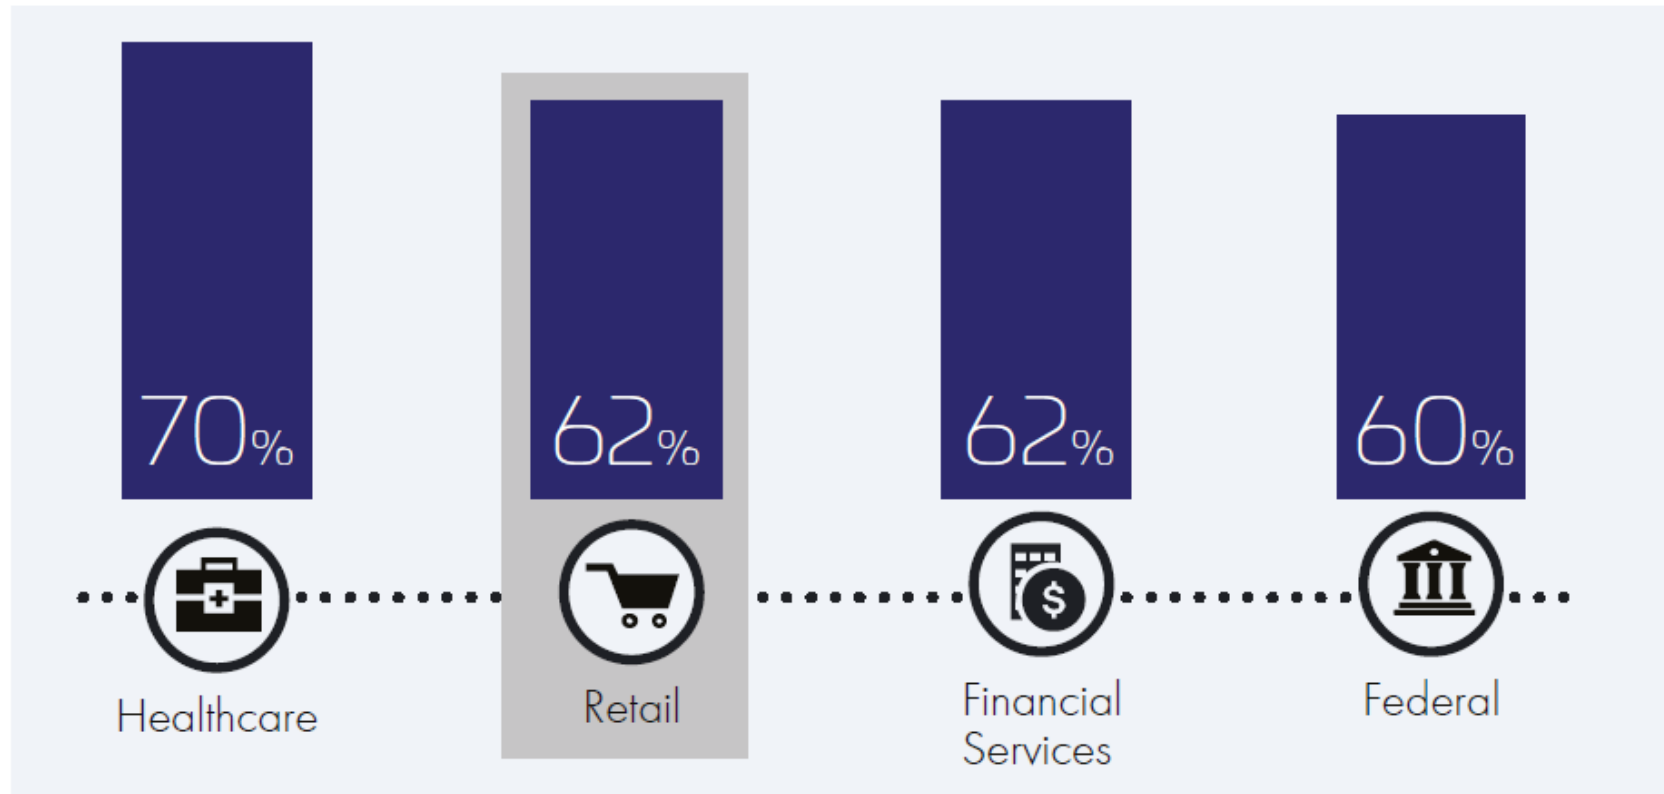 70%
62%
62%
60%
$
Healthcare
Retail
Financial
Services
Federal